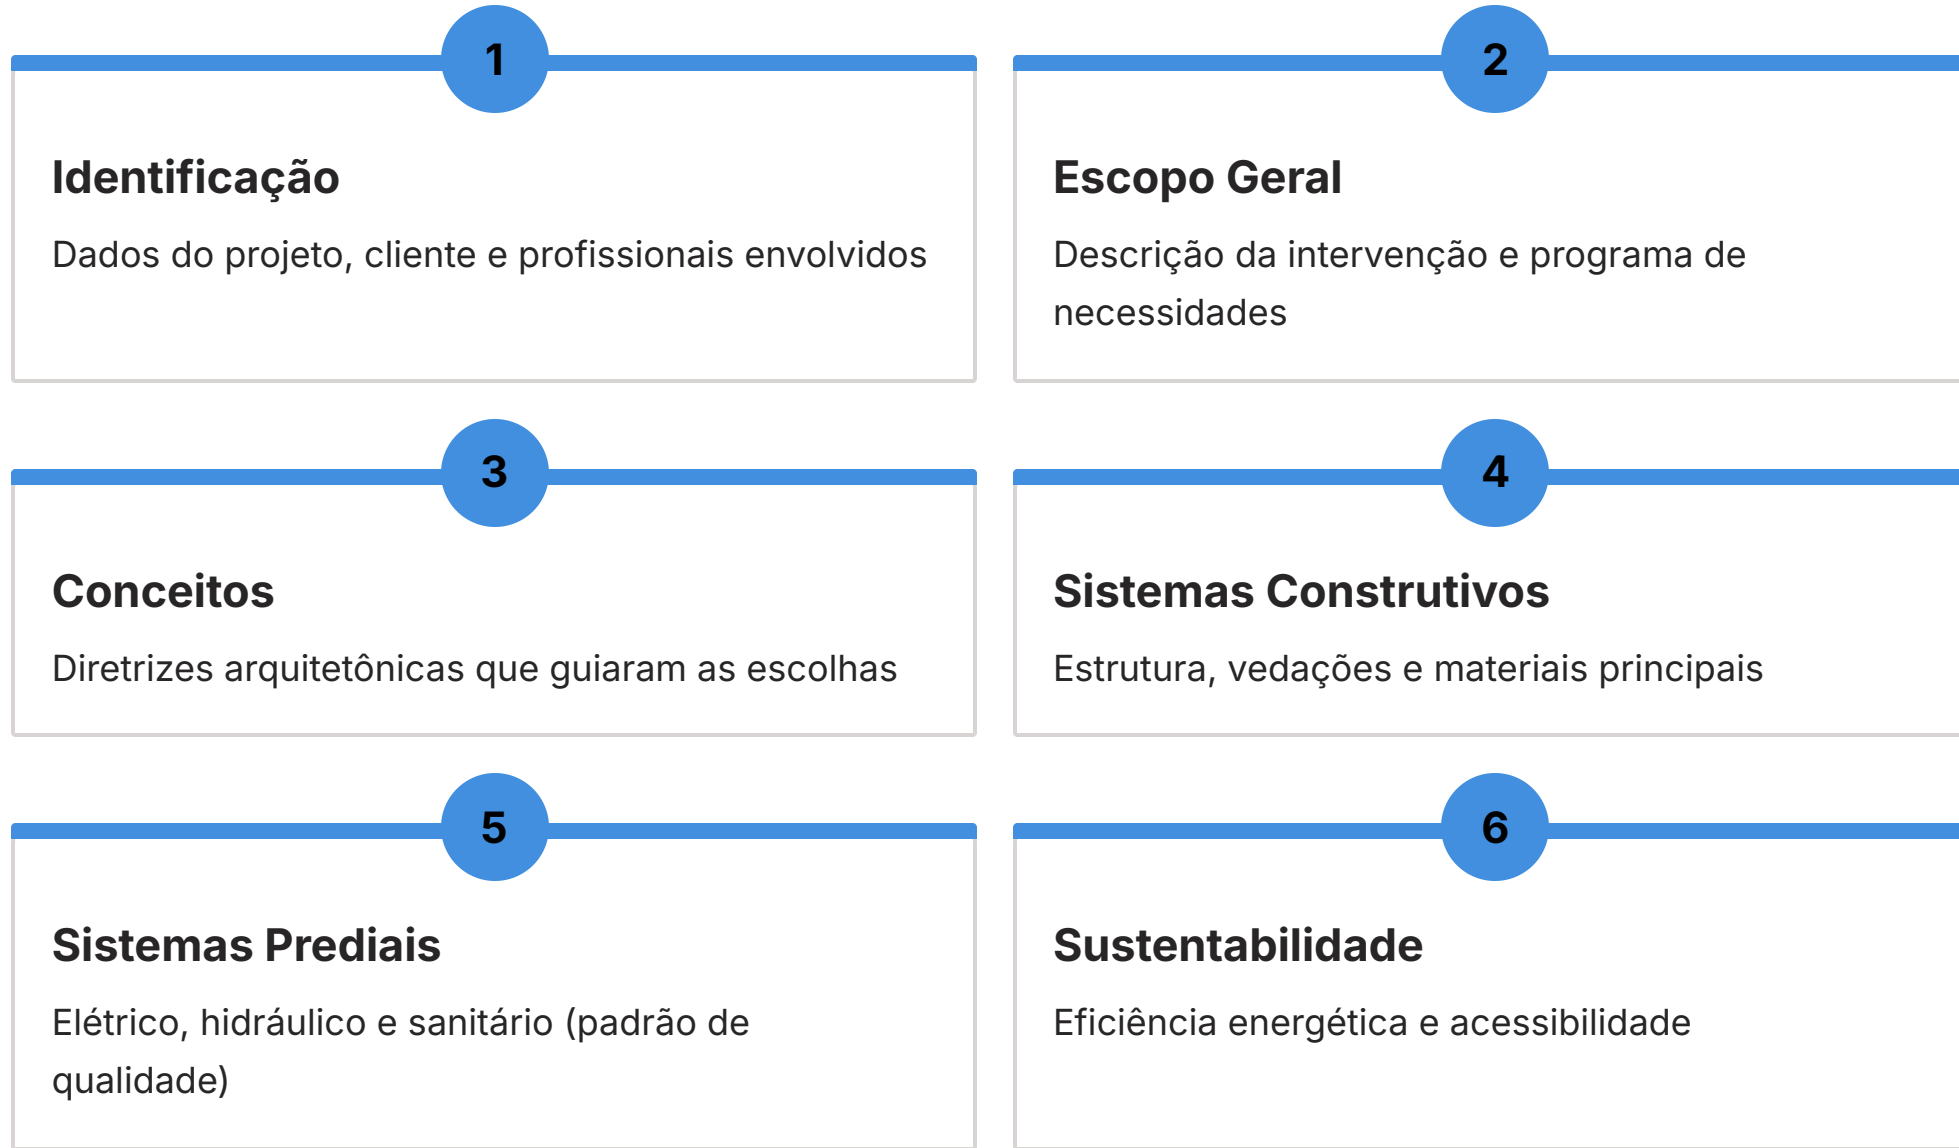 1
Identificação
Dados do projeto, cliente e profissionais envolvidos
2
Escopo Geral
Descrição da intervenção e programa de
necessidades
3
Conceitos
Diretrizes arquitetônicas que guiaram as escolhas
4
Sistemas Construtivos
Estrutura, vedações e materiais principais
5
Sistemas Prediais
Elétrico, hidráulico e sanitário (padrão de
qualidade)
6
Sustentabilidade
Eficiência energética e acessibilidade